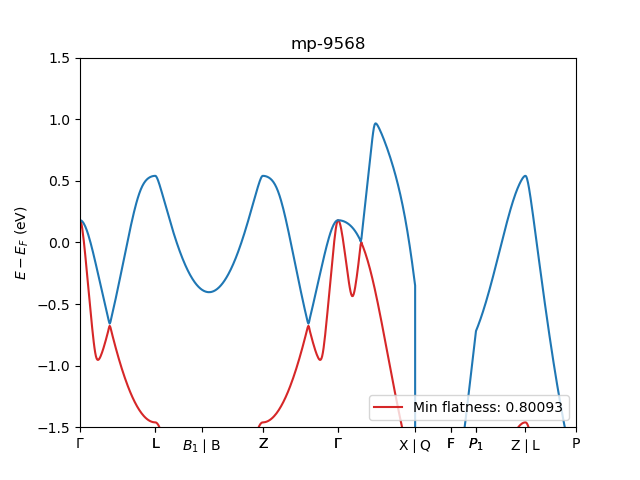 mp-9568
E − E_F (eV)
1.5
1.0
0.5
0.0
−0.5
−1.0
−1.5
Min flatness: 0.80093
Γ L B₁ | B Z Γ X | Q F P₁ Z | L P